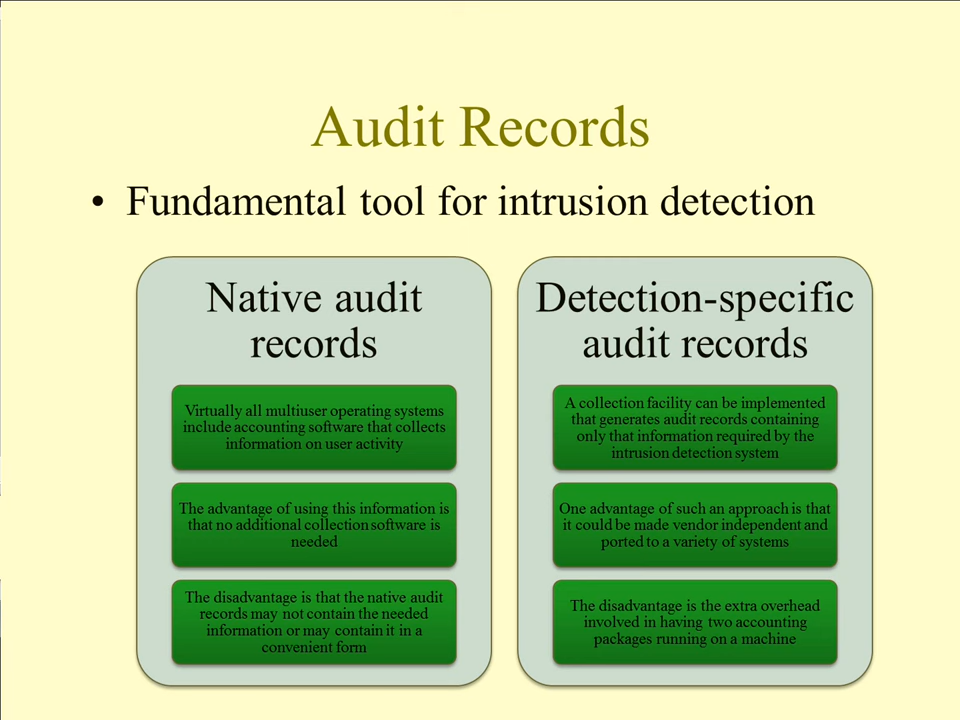 Audit Records
• Fundamental tool for intrusion detection
Native audit
records
Virtually all multiuser operating systems
include accounting software that collects
information on user activity
The advantage of using this information is
that no additional collection software is
needed
The disadvantage is that the native audit
records may not contain the needed
information or may contain it in a
convenient form
Detection-specific
audit records
A collection facility can be implemented
that generates audit records containing
only that information required by the
intrusion detection system
One advantage of such an approach is that
it could be made vendor independent and
ported to a variety of systems
The disadvantage is the extra overhead
involved in having two accounting
packages running on a machine